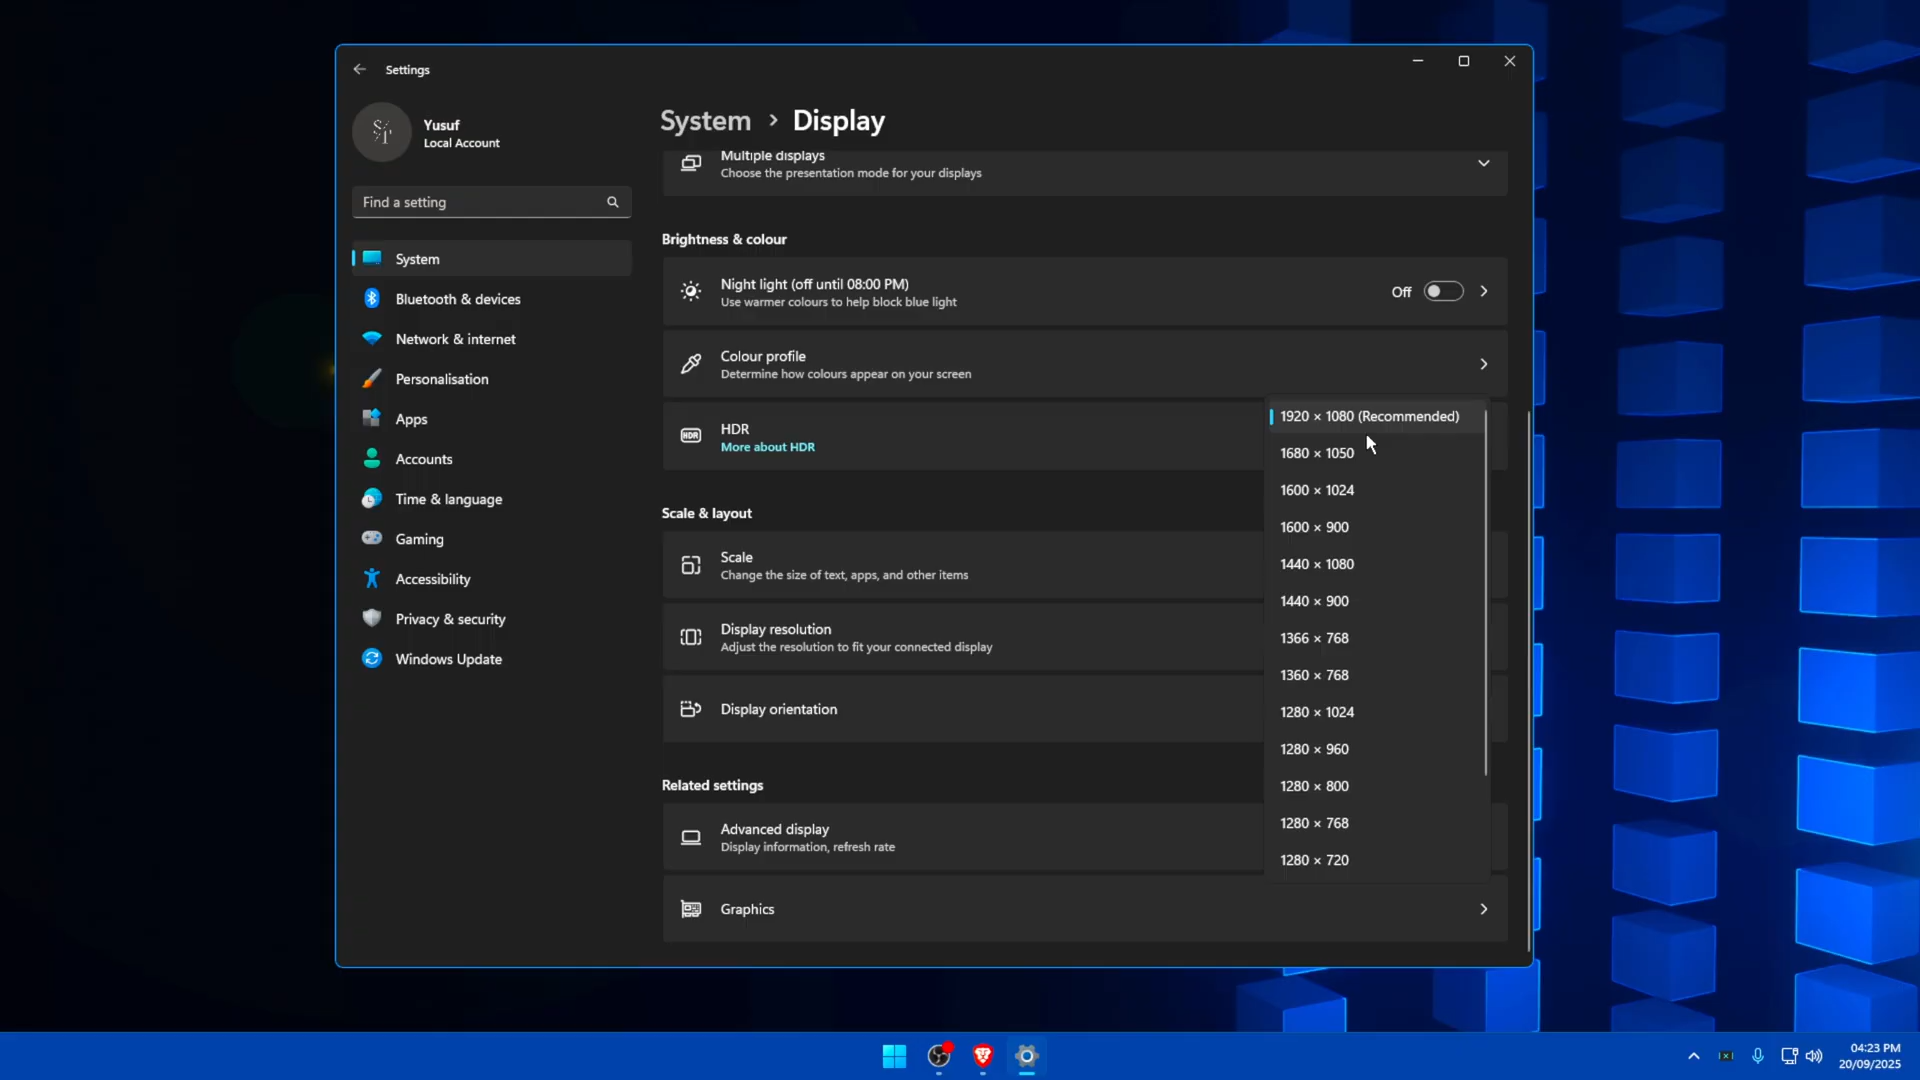 Settings
Yusuf
Local Account
Find a setting
System
Bluetooth & devices
Network & internet
Personalisation
Apps
Accounts
Time & language
Gaming
Accessibility
Privacy & security
Windows Update
System > Display
Multiple displays
Choose the presentation mode for your displays
Brightness & colour
Night light (off until 08:00 PM)
Use warmer colours to help block blue light
Off
Colour profile
Determine how colours appear on your screen
HDR
HDR
More about HDR
Scale & layout
Scale
Change the size of text, apps, and other items
Display resolution
Adjust the resolution to fit your connected display
Display orientation
Related settings
Advanced display
Display information, refresh rate
Graphics
1920 × 1080 (Recommended)
1680 × 1050
1600 × 1024
1600 × 900
1440 × 1080
1440 × 900
1366 × 768
1360 × 768
1280 × 1024
1280 × 960
1280 × 800
1280 × 768
1280 × 720
04:23 PM
20/09/2025